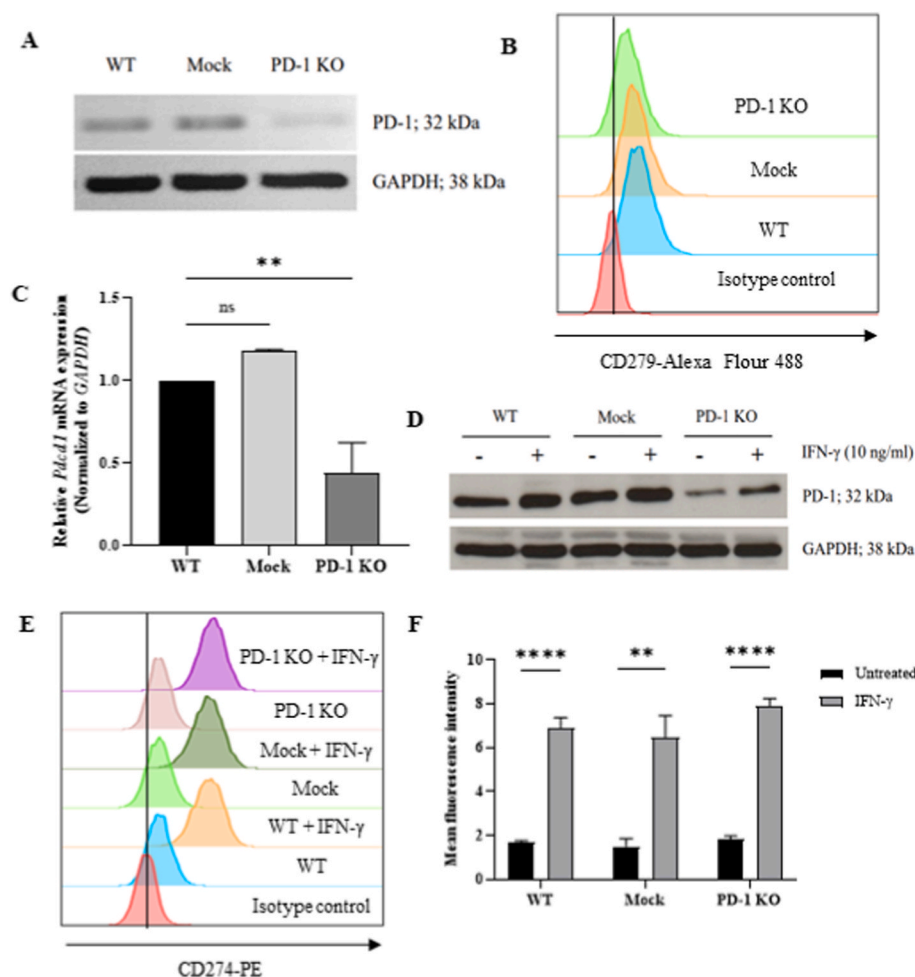 A
WT Mock PD-1 KO
PD-1; 32 kDa
GAPDH; 38 kDa
B
PD-1 KO
Mock
WT
Isotype control
CD279-Alexa Flour 488
C
**
ns
Relative Pdcd1 mRNA expression
(Normalized to GAPDH)
1.5
1.0
0.5
0.0
WT Mock PD-1 KO
D
WT Mock PD-1 KO
- + - + - + IFN-γ (10 ng/ml)
PD-1; 32 kDa
GAPDH; 38 kDa
E
PD-1 KO + IFN-γ
PD-1 KO
Mock + IFN-γ
Mock
WT + IFN-γ
WT
Isotype control
CD274-PE
F
**** ** ****
Untreated
IFN-γ
Mean fluorescence intensity
10
8
6
4
2
0
WT Mock PD-1 KO